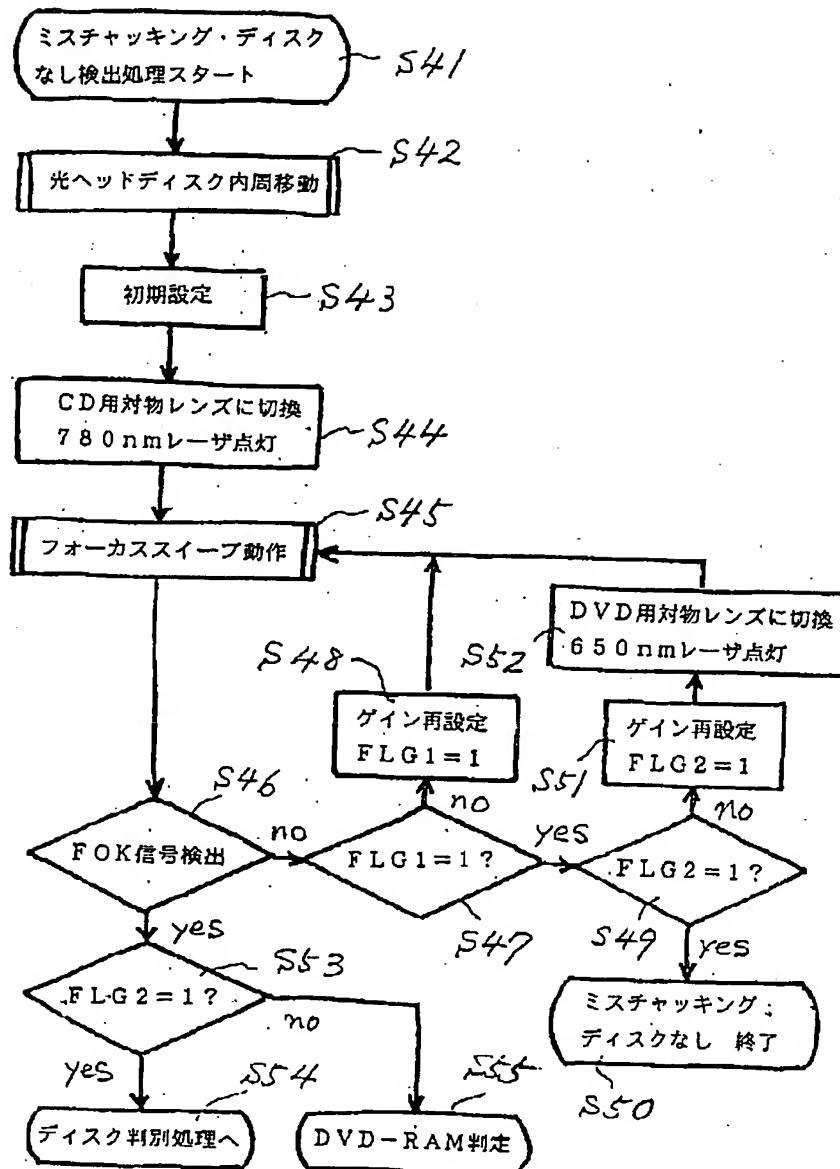 ミスチャッキング・ディスク
なし検出処理スタート
S41
S42
光ヘッドディスク内周移動
初期設定
S43
CD用対物レンズに切換
780nmレーザ点灯
S44
S45
フォーカススイープ動作
DVD用対物レンズに切換
650nmレーザ点灯
S52
S48
ゲイン再設定
FLG1=1
ゲイン再設定
FLG2=1
S51
S46
no
no
FOK信号検出
no
FLG1=1?
yes
FLG2=1?
S47
S49
yes
yes
S53
FLG2=1?
no
ミスチャッキング;
ディスクなし 終了
S50
yes
S54
S55
ディスク判別処理へ
DVD-RAM判定